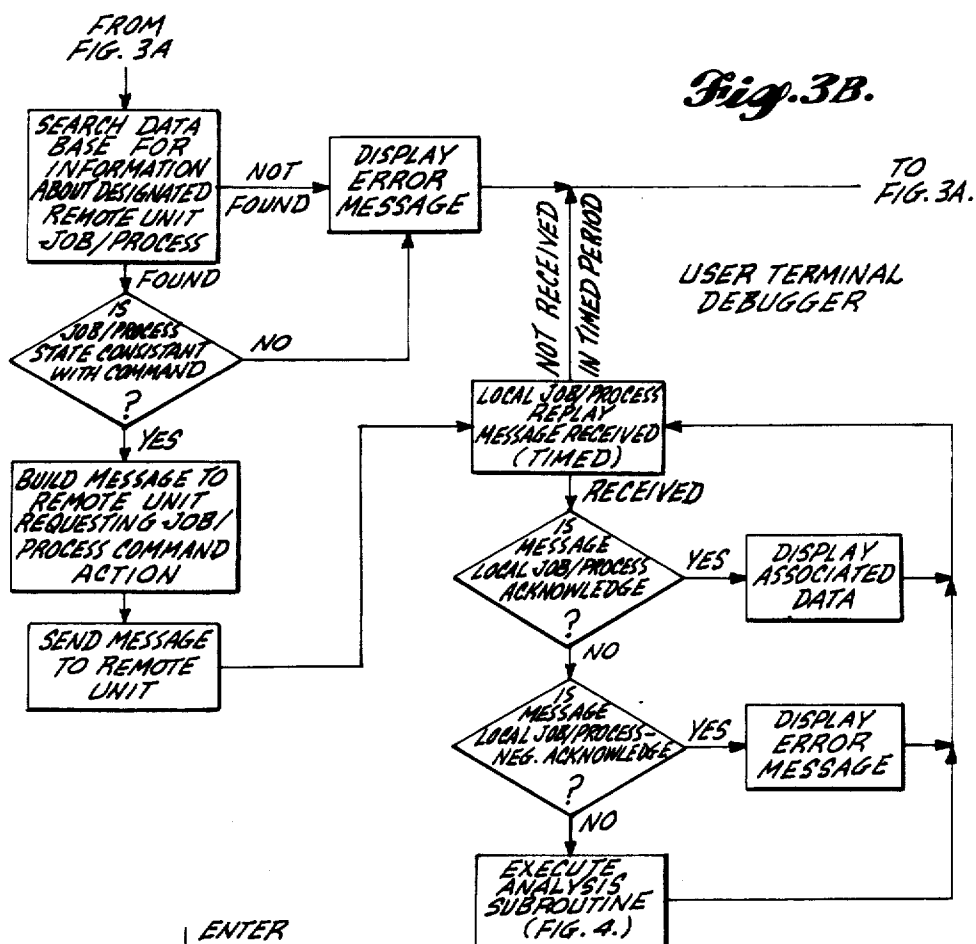 FROM
FIG. 3A
Fig. 3B.
SEARCH DATA
BASE FOR
INFORMATION
ABOUT DESIGNATED
REMOTE UNIT
JOB/PROCESS
NOT
FOUND
DISPLAY
ERROR
MESSAGE
TO
FIG. 3A.
FOUND
NOT RECEIVED
IN TIMED PERIOD
USER TERMINAL
DEBUGGER
IS
JOB/PROCESS
STATE CONSISTANT
WITH COMMAND
?
NO
YES
LOCAL JOB/PROCESS
REPLAY
MESSAGE RECEIVED
(TIMED)
BUILD MESSAGE TO
REMOTE UNIT
REQUESTING JOB/
PROCESS COMMAND
ACTION
RECEIVED
IS
MESSAGE
LOCAL JOB/PROCESS
ACKNOWLEDGE
?
YES
DISPLAY
ASSOCIATED
DATA
SEND MESSAGE
TO REMOTE
UNIT
NO
IS
MESSAGE
LOCAL JOB/PROCESS-
NEG. ACKNOWLEDGE
?
YES
DISPLAY
ERROR
MESSAGE
NO
EXECUTE
ANALYSIS
SUBROUTINE
(FIG. 4.)
ENTER